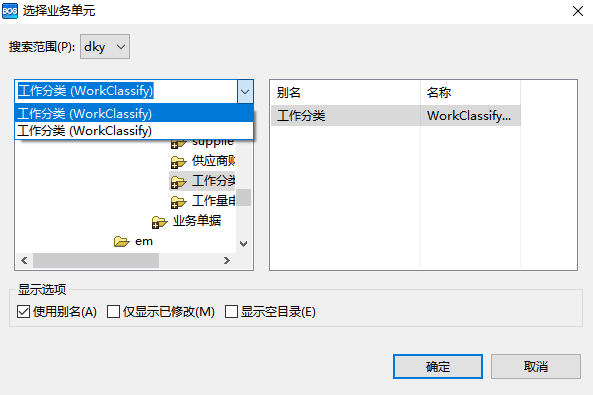 BOS 选择业务单元
搜索范围(P): dky
工作分类 (WorkClassify)
工作分类 (WorkClassify)
工作分类 (WorkClassify)
supplie
供应商财
工作分类
工作量申
业务单据
em
别名 名称
工作分类 WorkClassify...
显示选项
使用别名(A) 仅显示已修改(M) 显示空目录(E)
确定 取消